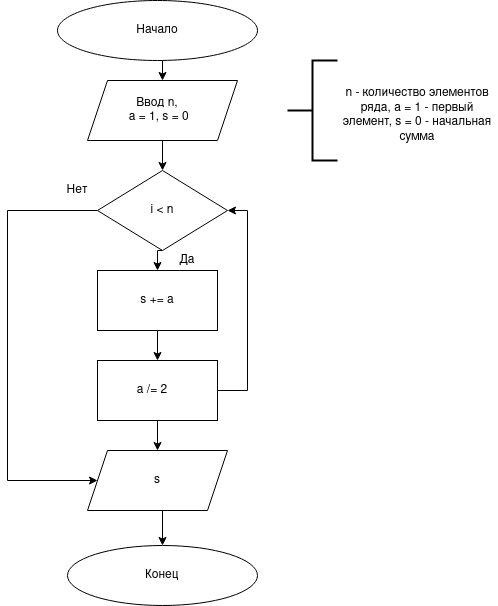 Начало
Ввод n,
a = 1, s = 0
n - количество элементов
ряда, a = 1 - первый
элемент, s = 0 - начальная
сумма
Нет
i < n
Да
s += a
a /= 2
s
Конец